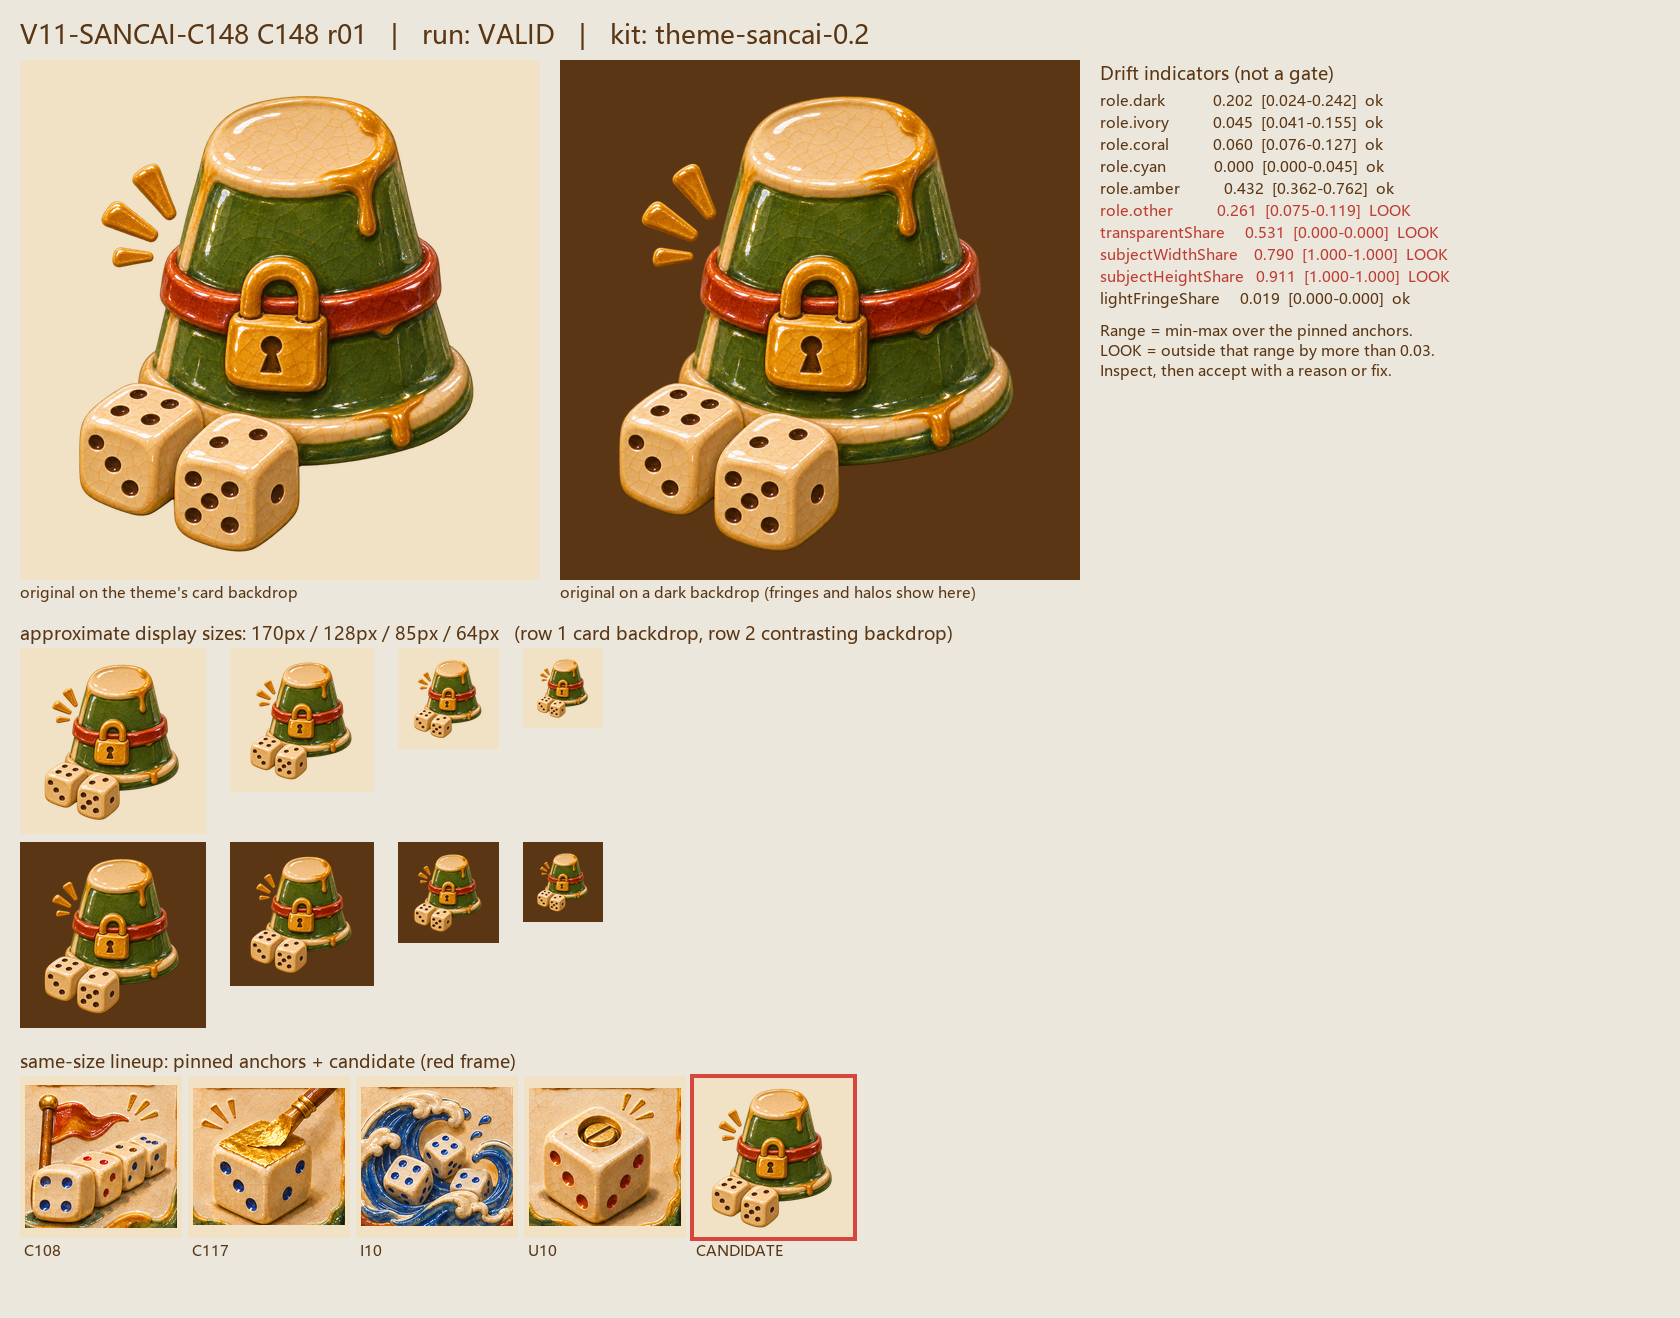 V11-SANCAI-C148 C148 r01 | run: VALID | kit: theme-sancai-0.2
Drift indicators (not a gate)
role.dark 0.202 [0.024-0.242] ok
role.ivory 0.045 [0.041-0.155] ok
role.coral 0.060 [0.076-0.127] ok
role.cyan 0.000 [0.000-0.045] ok
role.amber 0.432 [0.362-0.762] ok
role.other 0.261 [0.075-0.119] LOOK
transparentShare 0.531 [0.000-0.000] LOOK
subjectWidthShare 0.790 [1.000-1.000] LOOK
subjectHeightShare 0.911 [1.000-1.000] LOOK
lightFringeShare 0.019 [0.000-0.000] ok
Range = min-max over the pinned anchors.
LOOK = outside that range by more than 0.03.
Inspect, then accept with a reason or fix.
original on the theme's card backdrop
original on a dark backdrop (fringes and halos show here)
approximate display sizes: 170px / 128px / 85px / 64px (row 1 card backdrop, row 2 contrasting backdrop)
same-size lineup: pinned anchors + candidate (red frame)
C108
C117
I10
U10
CANDIDATE